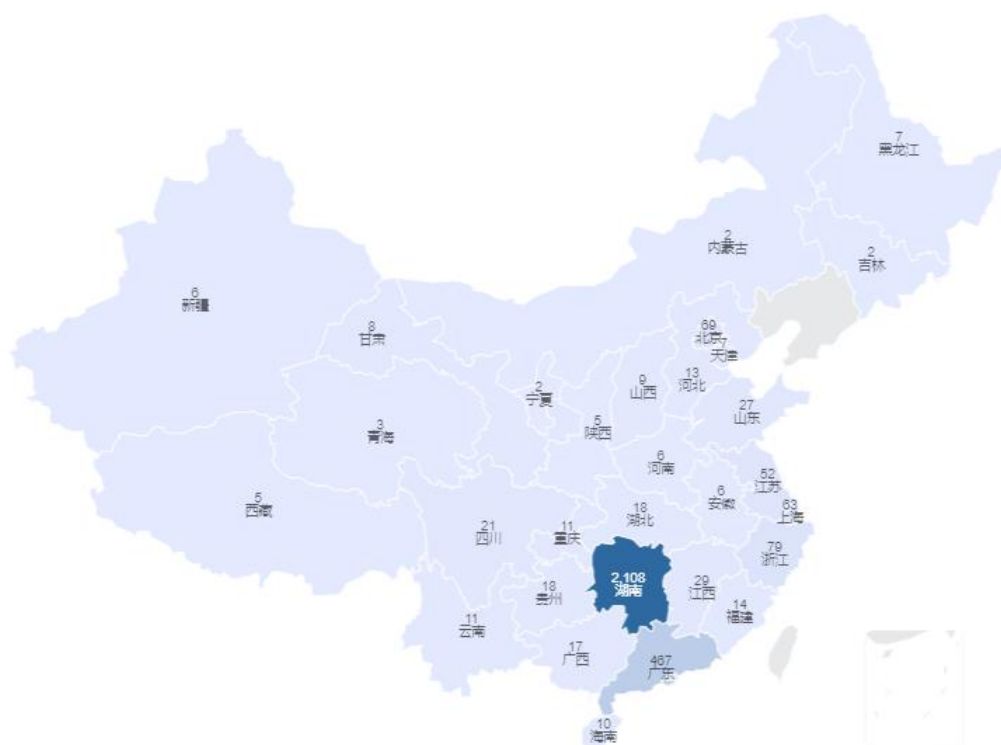 7
黑龙江
2
内蒙古
2
吉林
6
新疆
8
甘肃
69
北京
7
天津
13
河北
9
山西
2
宁夏
27
山东
5
陕西
3
青海
6
河南
52
江苏
6
安徽
63
上海
5
西藏
18
湖北
21
四川
11
重庆
79
浙江
2,108
湖南
29
江西
18
贵州
14
福建
11
云南
17
广西
467
广东
10
海南